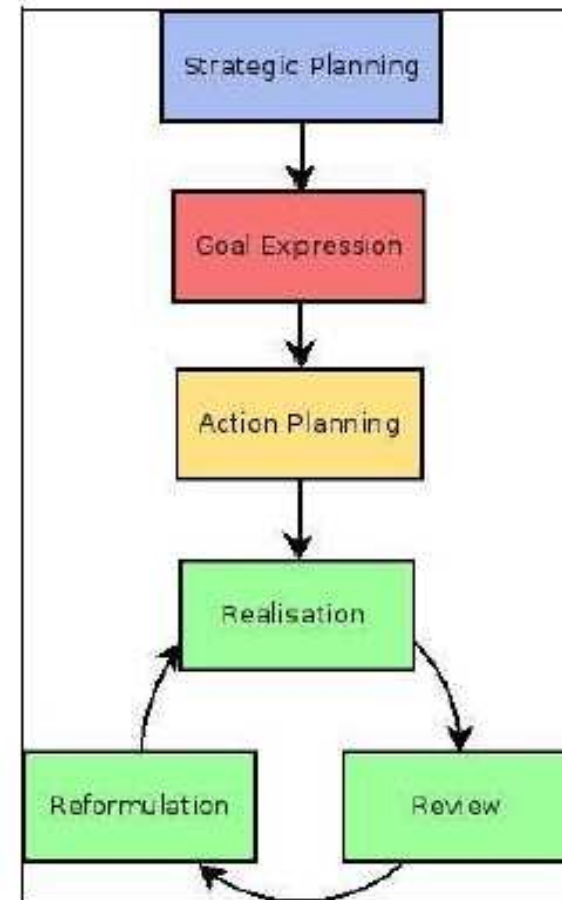 Strategic Planning
Goal Expression
Action Planning
Realisation
Reformulation
Review